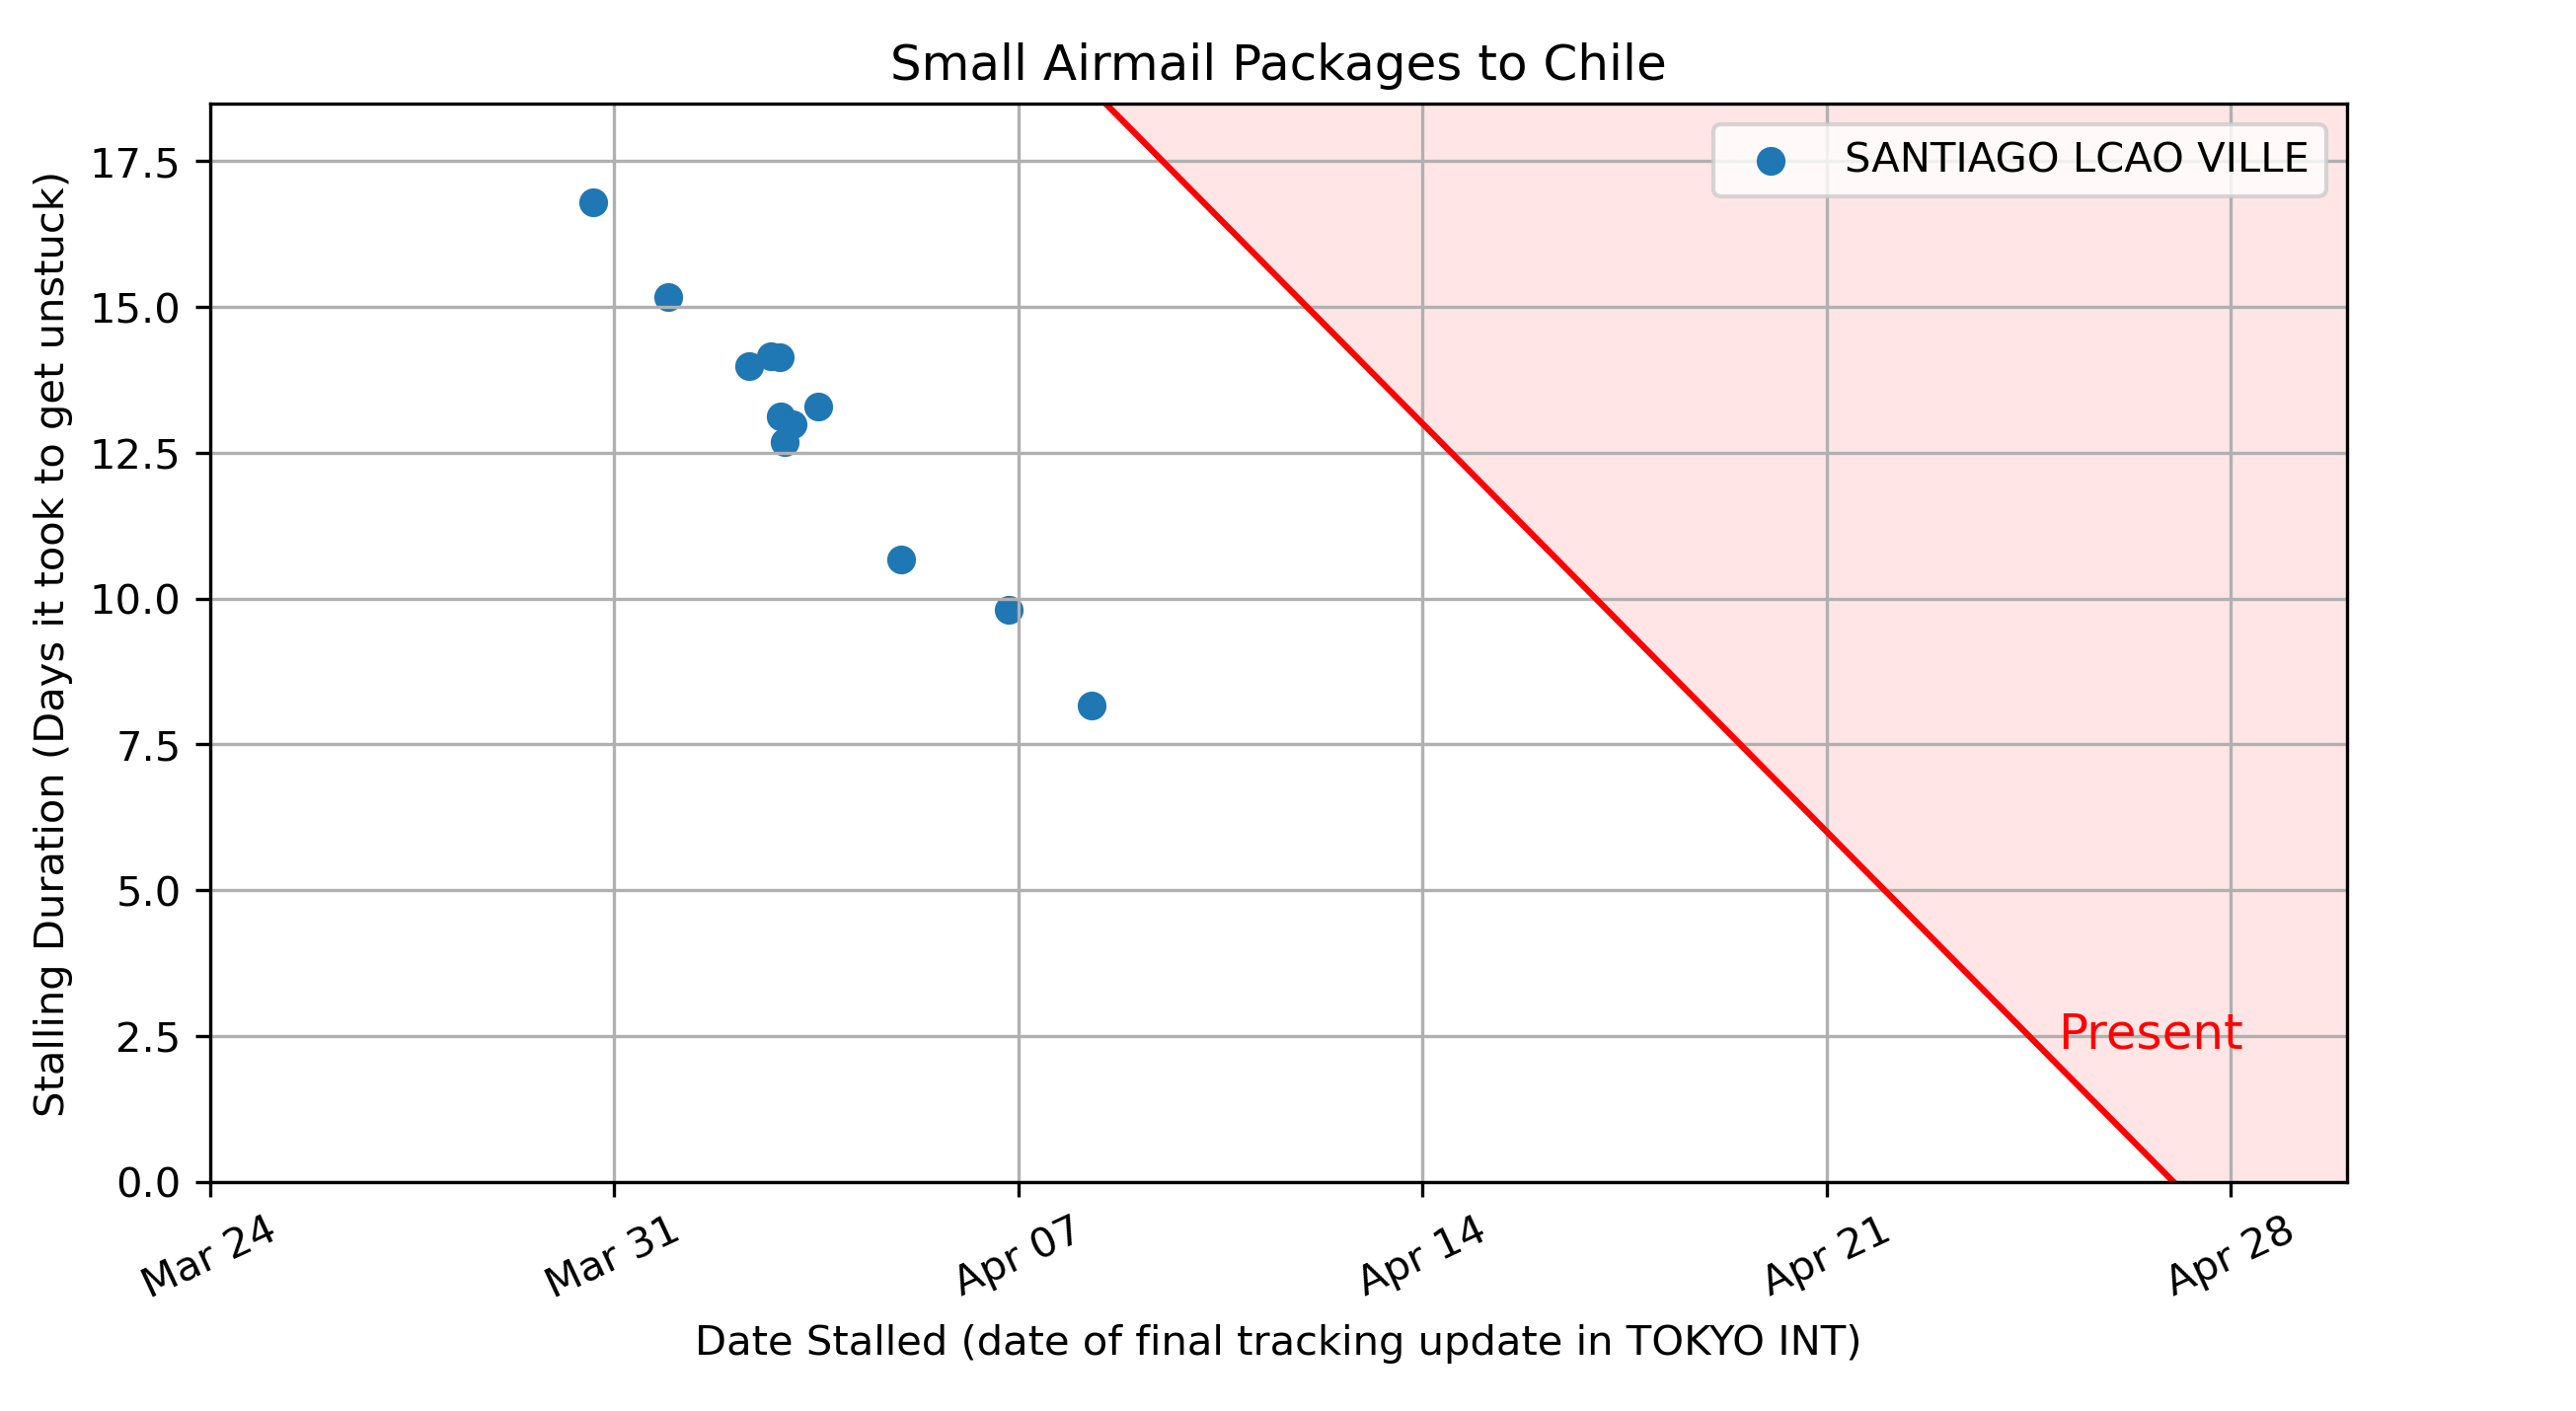 Small Airmail Packages to Chile
SANTIAGO LCAO VILLE
Stalling Duration (Days it took to get unstuck)
17.5
15.0
12.5
10.0
7.5
5.0
2.5
0.0
Present
Mar 24
Mar 31
Apr 07
Apr 14
Apr 21
Apr 28
Date Stalled (date of final tracking update in TOKYO INT)